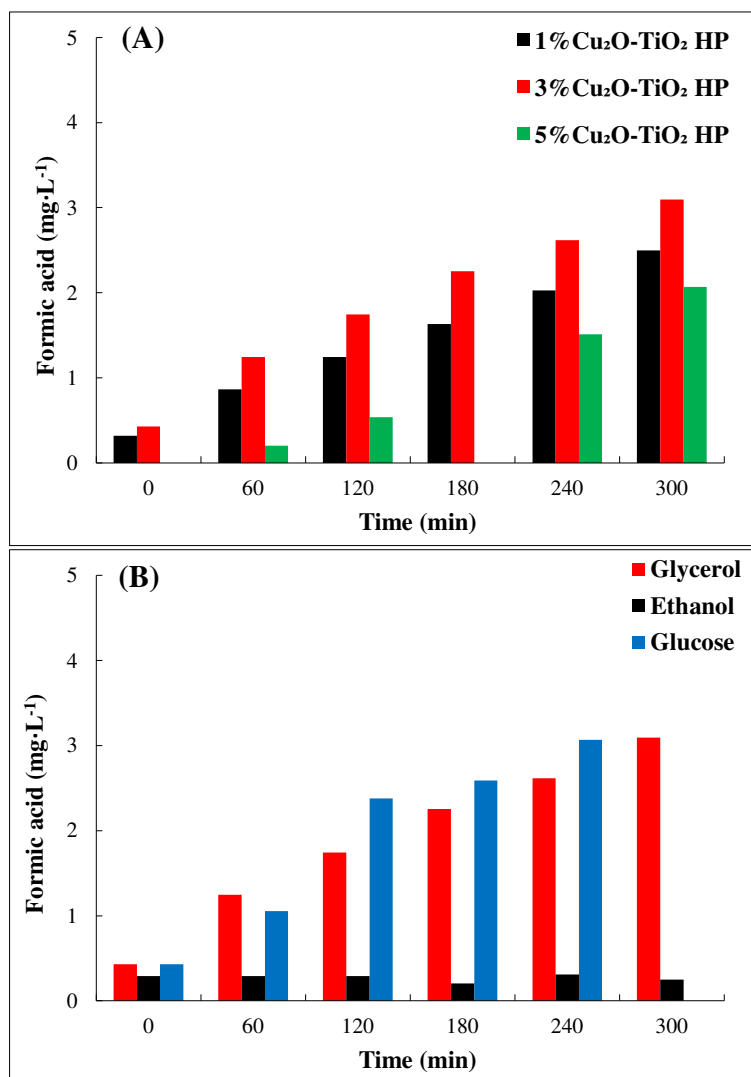 (A)
1%Cu₂O-TiO₂ HP
3%Cu₂O-TiO₂ HP
5%Cu₂O-TiO₂ HP
Formic acid (mg·L⁻¹)
5
4
3
2
1
0
0 60 120 180 240 300
Time (min)
(B)
Glycerol
Ethanol
Glucose
Formic acid (mg·L⁻¹)
5
4
3
2
1
0
0 60 120 180 240 300
Time (min)